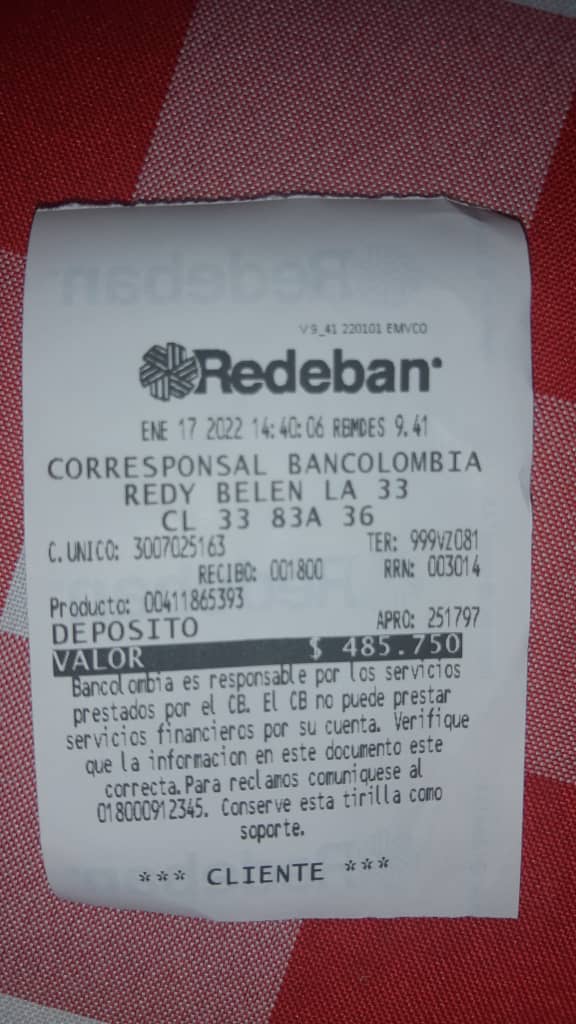 V9_41 220101 EMVCO
Redeban
ENE 17 2022 14:40:06 RBMDES 9.41
CORRESPONSAL BANCOLOMBIA
REDY BELEN LA 33
CL 33 83A 36
C.UNICO: 3007025163 TER: 999VZ081
RECIBO: 001800 RRN: 003014
Producto: 00411865393
DEPOSITO APRO: 251797
VALOR $ 485.750
Bancolombia es responsable por los servicios
prestados por el CB. El CB no puede prestar
servicios financieros por su cuenta. Verifique
que la informacion en este documento este
correcta.Para reclamos comuniquese al
018000912345. Conserve esta tirilla como
soporte.
*** CLIENTE ***